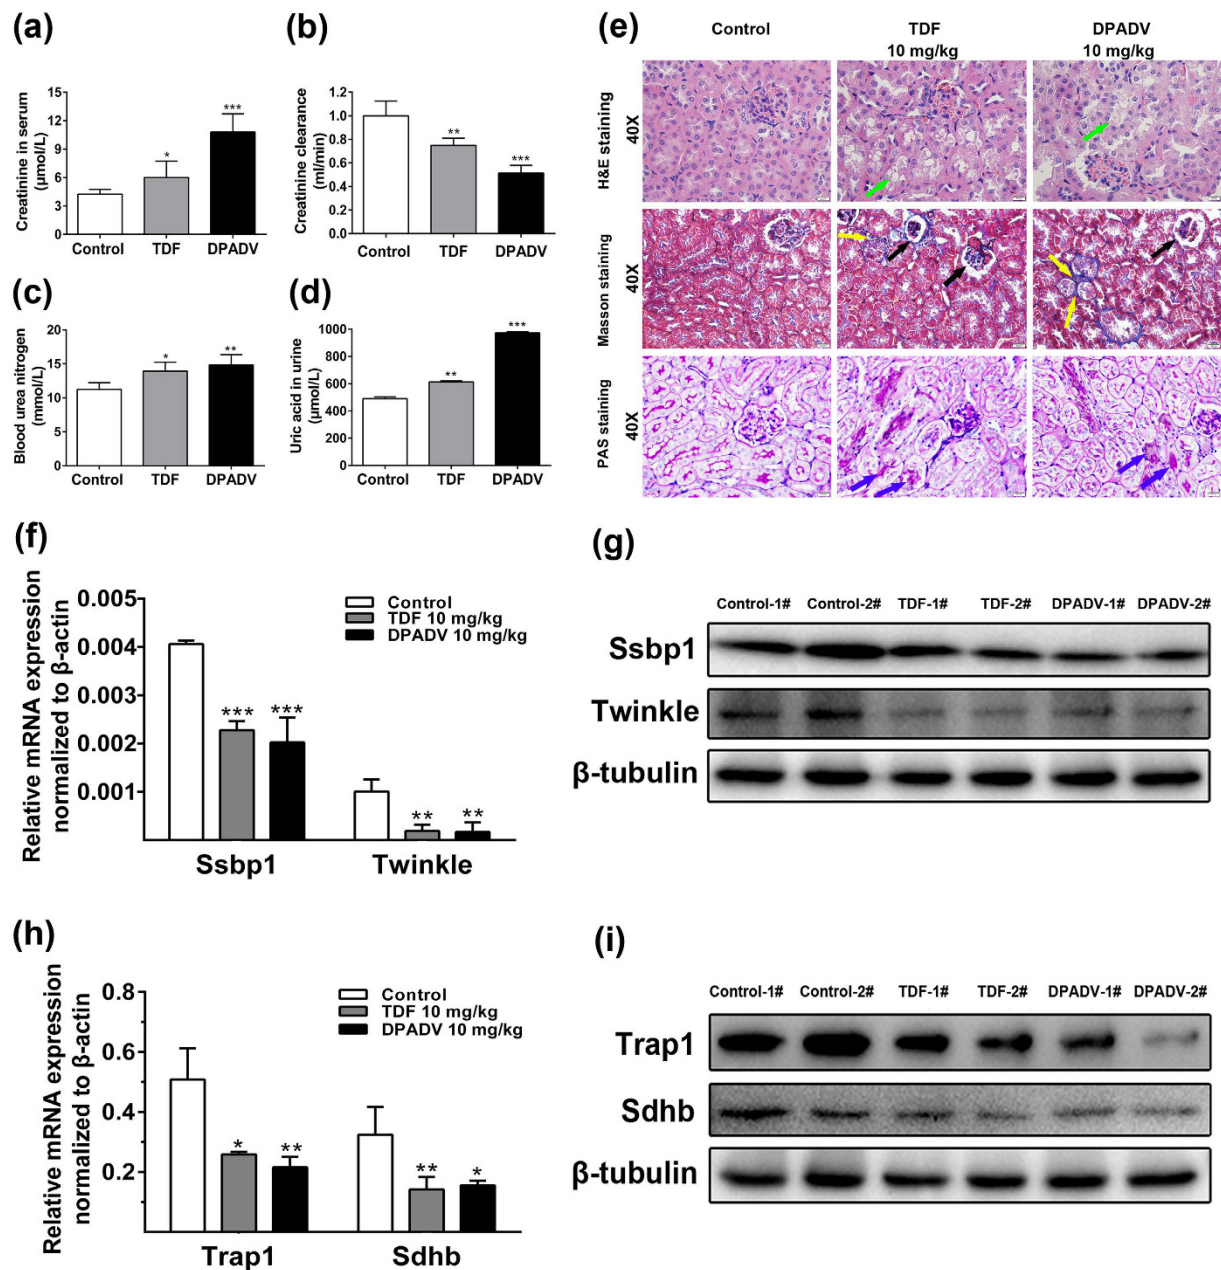 (a)
Creatinine in serum
(μmol/L)
15
12
9
6
3
0
*
***
Control
TDF
DPADV
(b)
Creatinine clearance
(ml/min)
1.2
1.0
0.8
0.6
0.4
0.2
0.0
**
***
Control
TDF
DPADV
(c)
Blood urea nitrogen
(mmol/L)
20
15
10
5
0
*
**
Control
TDF
DPADV
(d)
Uric acid in urine
(μmol/L)
1000
800
600
400
200
0
**
***
Control
TDF
DPADV
(e)
Control
TDF
10 mg/kg
DPADV
10 mg/kg
H&E staining
40X
Masson staining
40X
PAS staining
40X
(f)
Relative mRNA expression
normalized to β-actin
0.005
0.004
0.003
0.002
0.001
Control
TDF 10 mg/kg
DPADV 10 mg/kg
***
***
**
**
Ssbp1
Twinkle
(g)
Control-1#
Control-2#
TDF-1#
TDF-2#
DPADV-1#
DPADV-2#
Ssbp1
Twinkle
β-tubulin
(h)
Relative mRNA expression
normalized to β-actin
0.8
0.6
0.4
0.2
Control
TDF 10 mg/kg
DPADV 10 mg/kg
*
**
**
*
Trap1
Sdhb
(i)
Control-1#
Control-2#
TDF-1#
TDF-2#
DPADV-1#
DPADV-2#
Trap1
Sdhb
β-tubulin